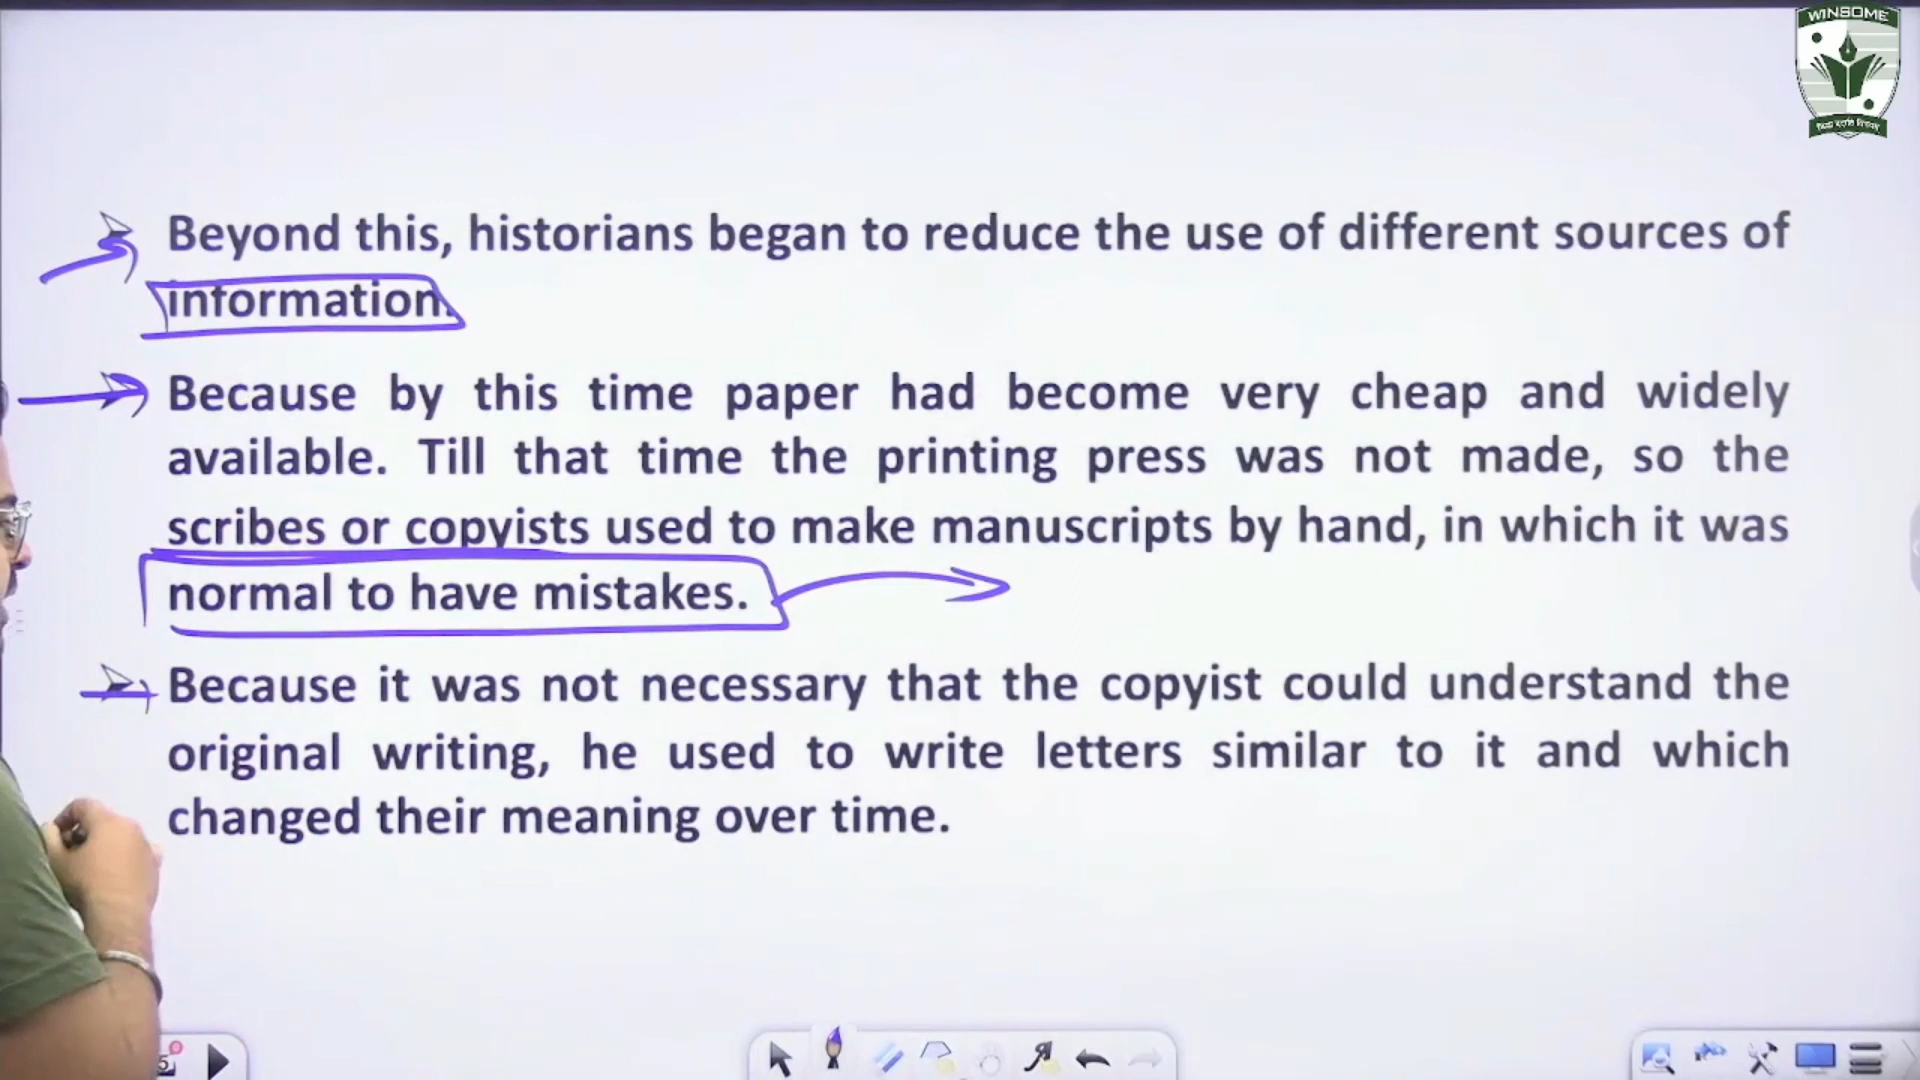 WINSOME
Beyond this, historians began to reduce the use of different sources of
information.
Because by this time paper had become very cheap and widely
available. Till that time the printing press was not made, so the
scribes or copyists used to make manuscripts by hand, in which it was
normal to have mistakes.
Because it was not necessary that the copyist could understand the
original writing, he used to write letters similar to it and which
changed their meaning over time.